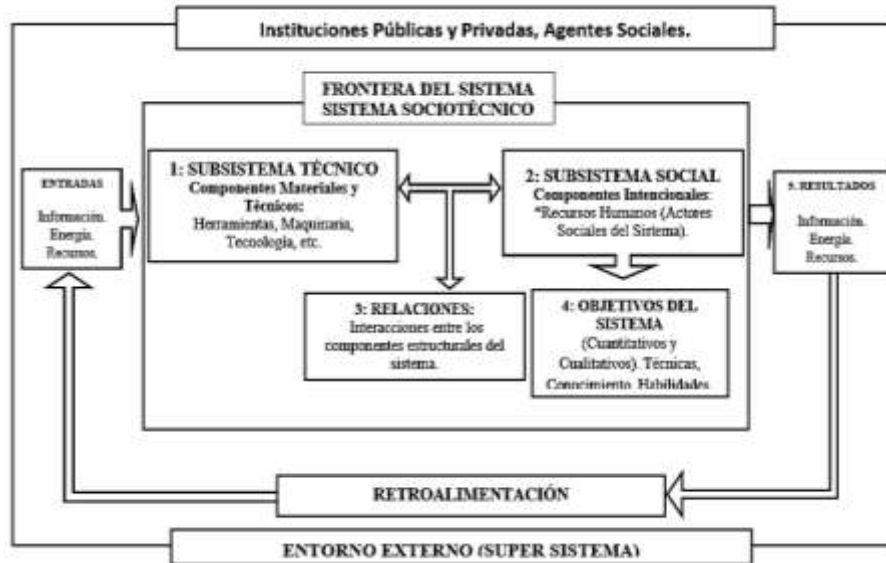 Instituciones Públicas y Privadas, Agentes Sociales.
FRONTERA DEL SISTEMA
SISTEMA SOCIOTÉCNICO
ENTRADAS
Información.
Energía.
Recursos.
1: SUBSISTEMA TÉCNICO
Componentes Materiales y
Técnicos:
Herramientas, Maquinaria,
Tecnología, etc.
2: SUBSISTEMA SOCIAL
Componentes Intencionales:
*Recursos Humanos (Actores
Sociales del Sistema).
5. RESULTADOS
Información.
Energía.
Recursos.
3: RELACIONES:
Interacciones entre los
componentes estructurales del
sistema.
4: OBJETIVOS DEL
SISTEMA
(Cuantitativos y
Cualitativos). Técnicas,
Conocimiento, Habilidades
RETROALIMENTACIÓN
ENTORNO EXTERNO (SUPER SISTEMA)